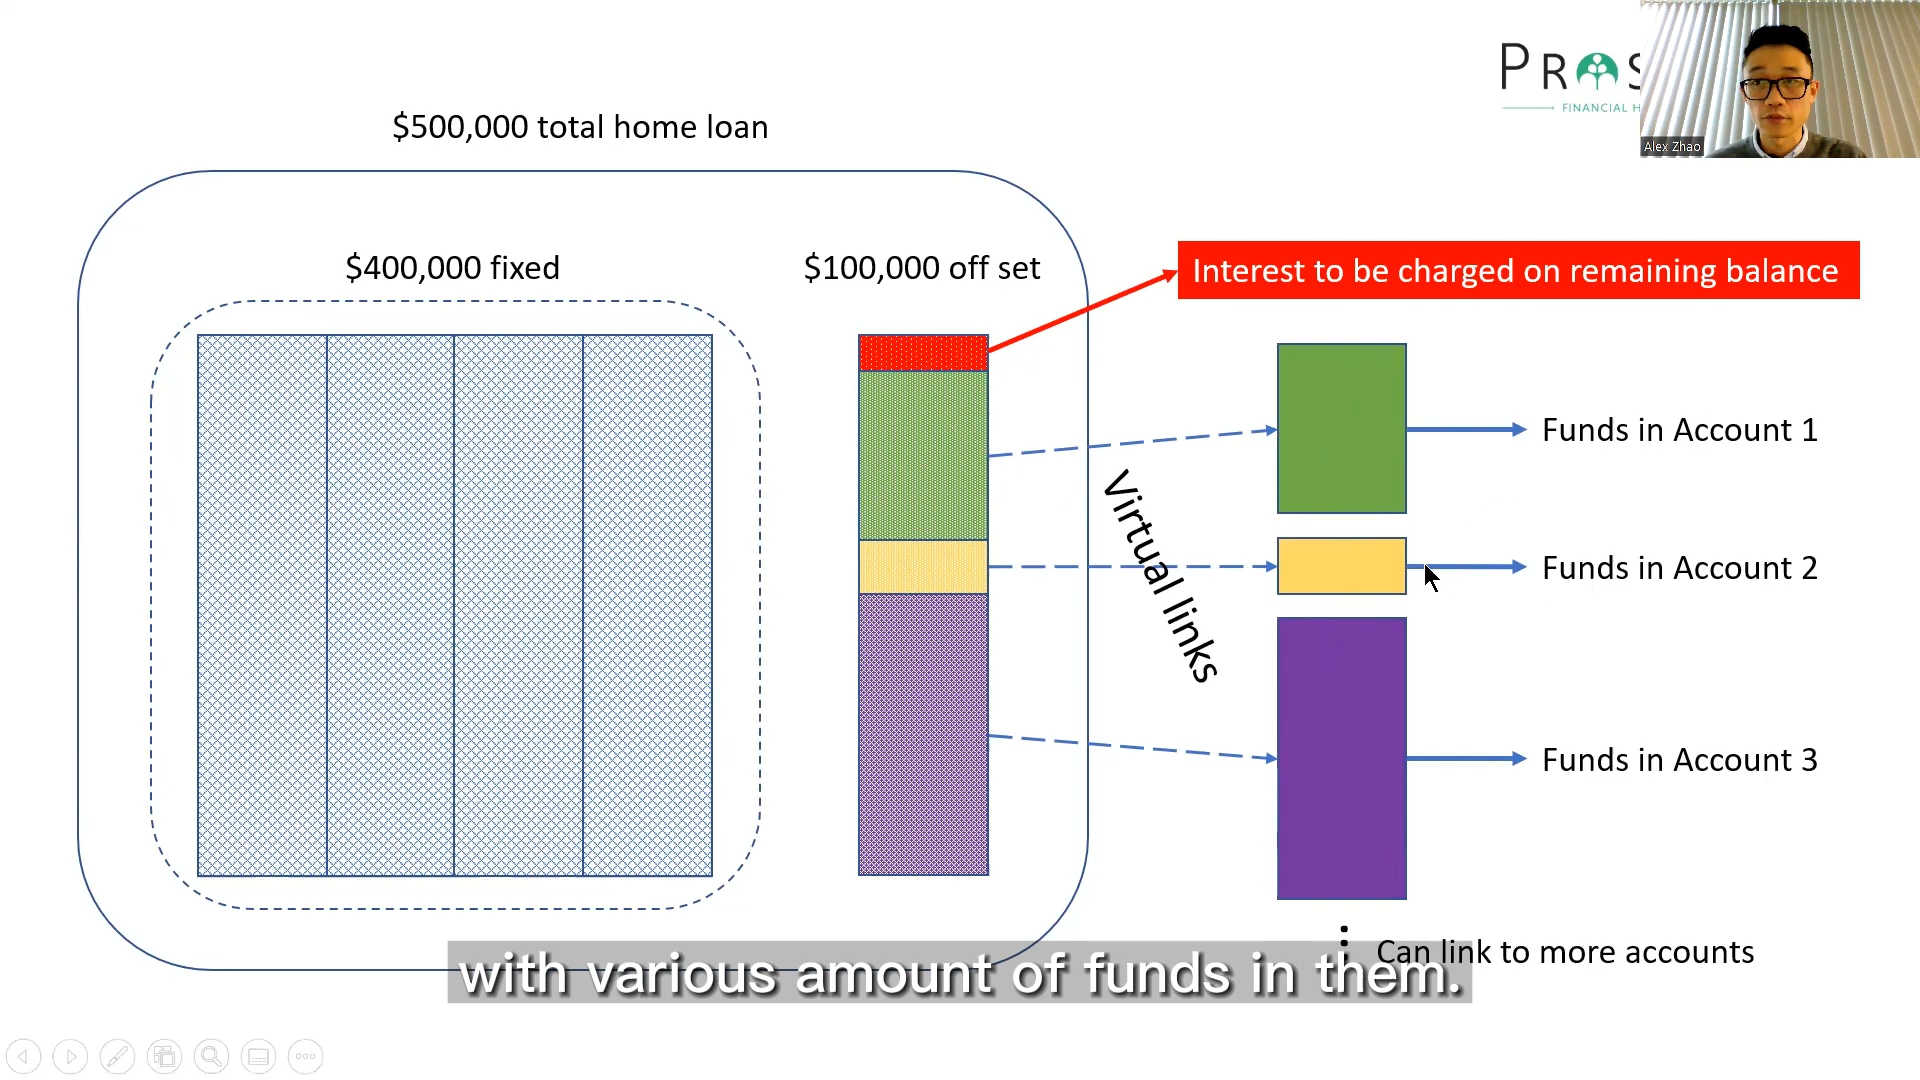 $500,000 total home loan
FINANCIAL H
Alex Zhao
$400,000 fixed
$100,000 off set
Interest to be charged on remaining balance
Funds in Account 1
Virtual links
Funds in Account 2
Funds in Account 3
Can link to more accounts
with various amount of funds in them.